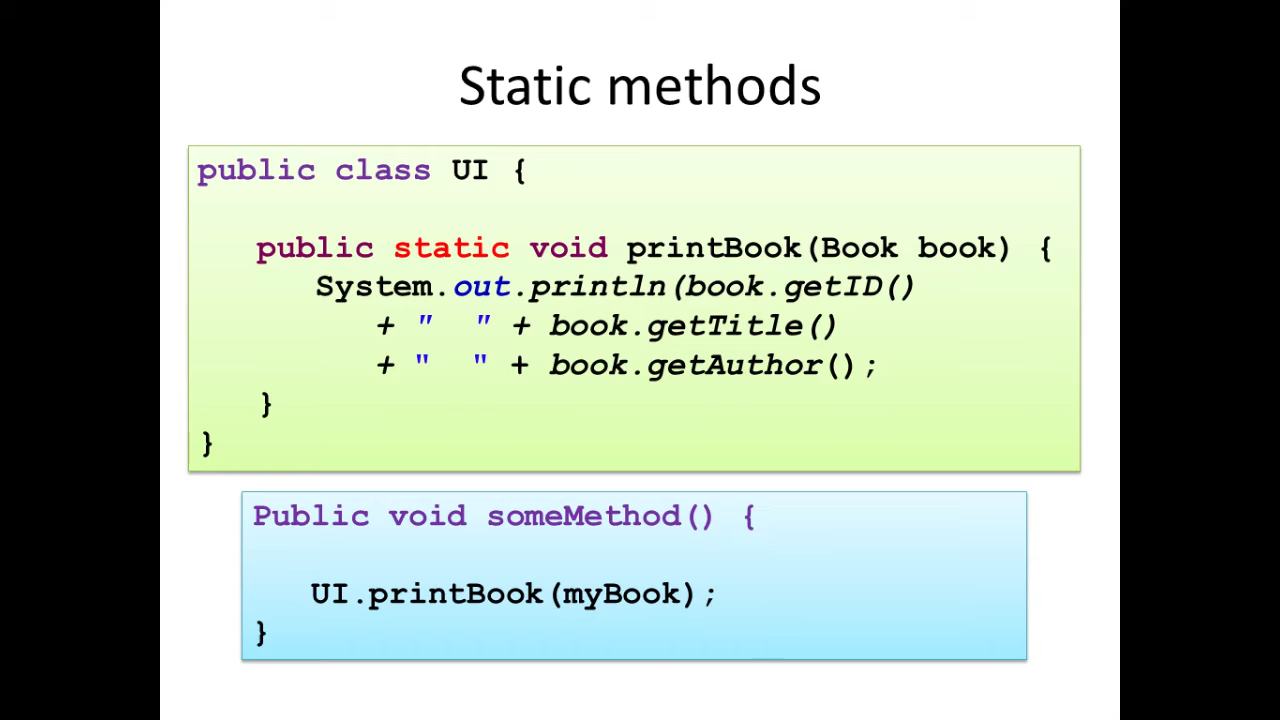 Static methods
public class UI {
public static void printBook(Book book) {
System.out.println(book.getID()
+ "  " + book.getTitle()
+ "  " + book.getAuthor();
}
}
Public void someMethod() {
UI.printBook(myBook);
}